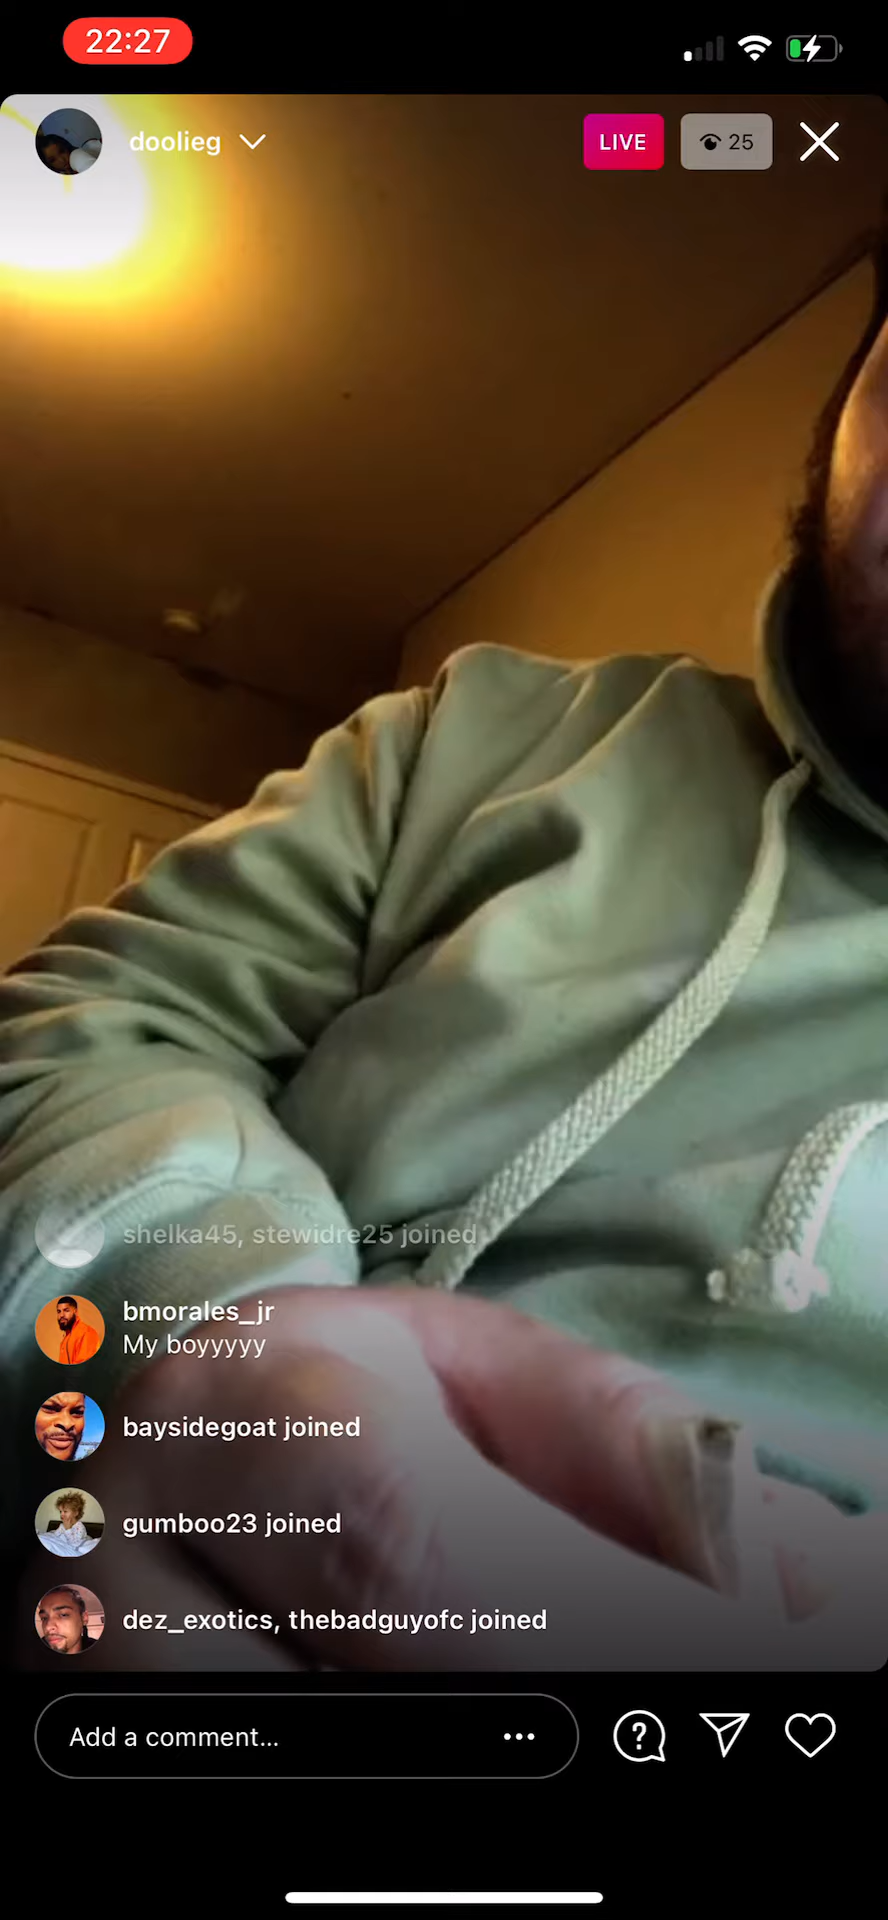 22:27
doolieg
LIVE
25
shelka45, stewidre25 joined
bmorales_jr
My boyyyyy
baysidegoat joined
gumboo23 joined
dez_exotics, thebadguyofc joined
Add a comment...